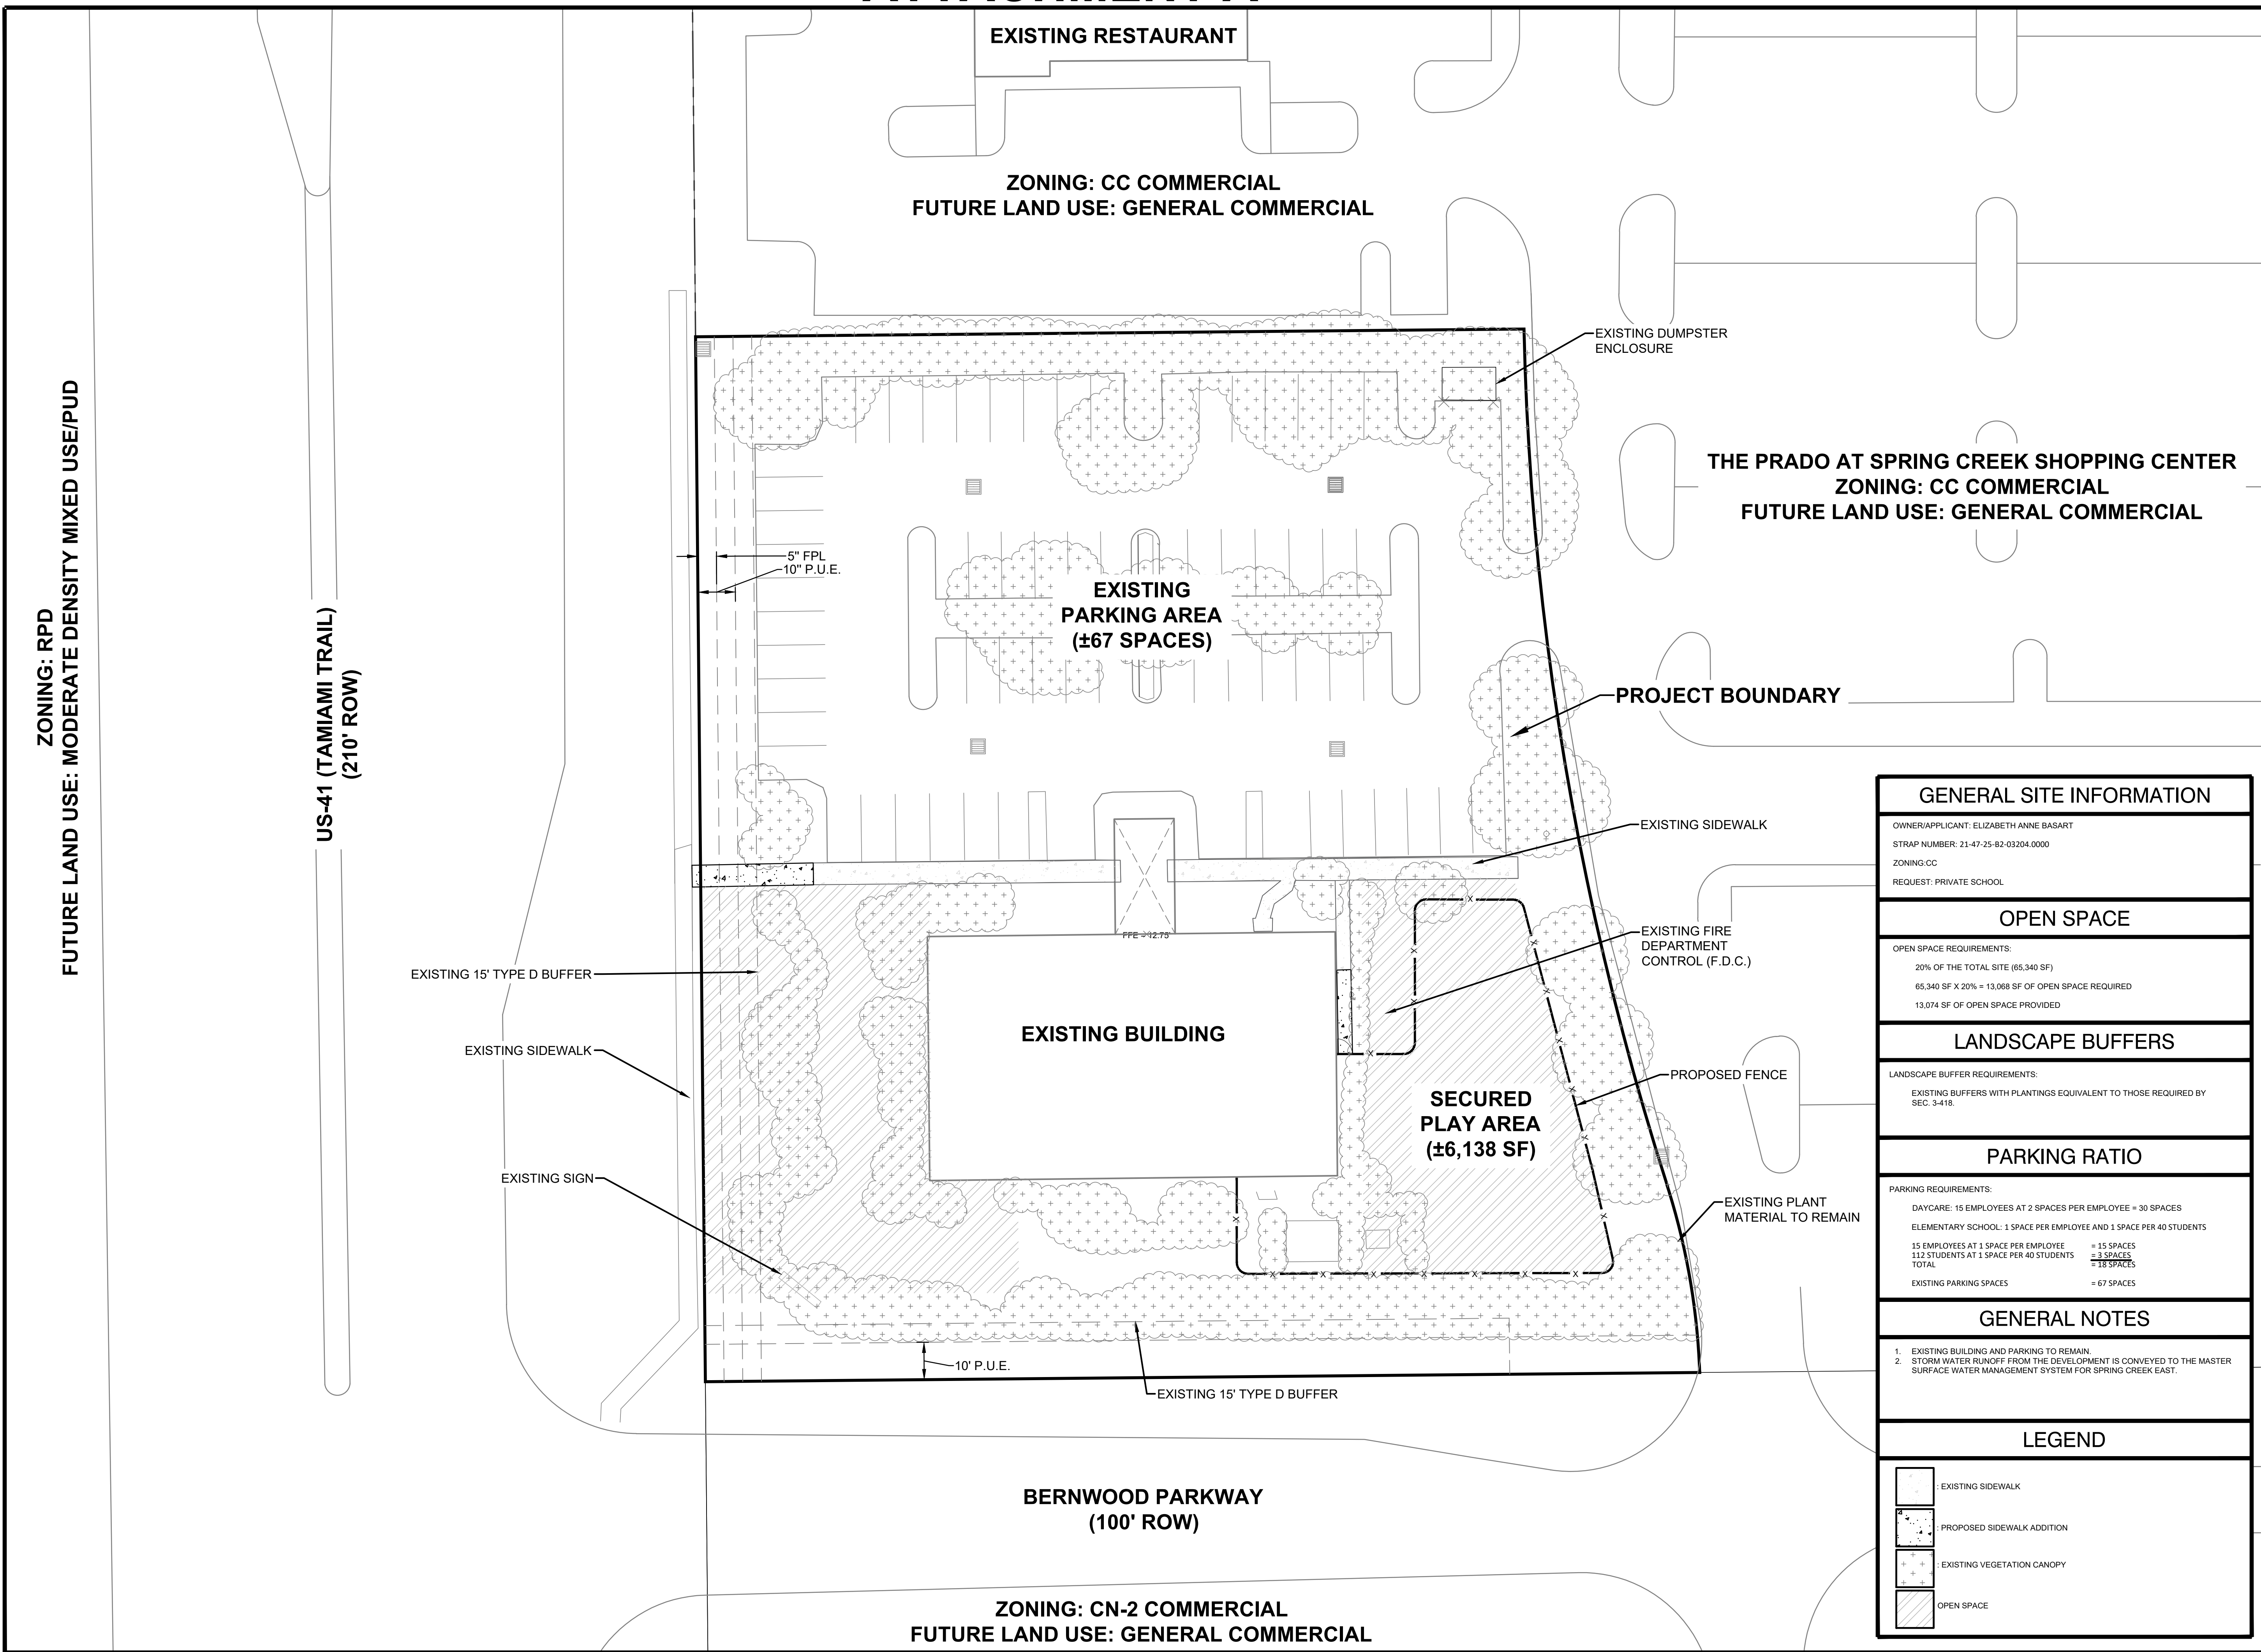 EXISTING RESTAURANT
ZONING: CC COMMERCIAL
FUTURE LAND USE: GENERAL COMMERCIAL
EXISTING DUMPSTER
ENCLOSURE
THE PRADO AT SPRING CREEK SHOPPING CENTER
ZONING: CC COMMERCIAL
FUTURE LAND USE: GENERAL COMMERCIAL
ZONING: RPD
FUTURE LAND USE: MODERATE DENSITY MIXED USE/PUD
US-41 (TAMIAMI TRAIL)
(210' ROW)
5" FPL
10" P.U.E.
EXISTING
PARKING AREA
(±67 SPACES)
PROJECT BOUNDARY
EXISTING SIDEWALK
EXISTING FIRE
DEPARTMENT
CONTROL (F.D.C.)
EXISTING 15' TYPE D BUFFER
EXISTING BUILDING
EXISTING SIDEWALK
PROPOSED FENCE
SECURED
PLAY AREA
(±6,138 SF)
EXISTING SIGN
EXISTING PLANT
MATERIAL TO REMAIN
10' P.U.E.
EXISTING 15' TYPE D BUFFER
BERNWOOD PARKWAY
(100' ROW)
ZONING: CN-2 COMMERCIAL
FUTURE LAND USE: GENERAL COMMERCIAL
GENERAL SITE INFORMATION
OWNER/APPLICANT: ELIZABETH ANNE BASART
STRAP NUMBER: 21-47-25-B2-03204.0000
ZONING:CC
REQUEST: PRIVATE SCHOOL
OPEN SPACE
OPEN SPACE REQUIREMENTS:
20% OF THE TOTAL SITE (65,340 SF)
65,340 SF X 20% = 13,068 SF OF OPEN SPACE REQUIRED
13,074 SF OF OPEN SPACE PROVIDED
LANDSCAPE BUFFERS
LANDSCAPE BUFFER REQUIREMENTS:
EXISTING BUFFERS WITH PLANTINGS EQUIVALENT TO THOSE REQUIRED BY
SEC. 3-418.
PARKING RATIO
PARKING REQUIREMENTS:
DAYCARE: 15 EMPLOYEES AT 2 SPACES PER EMPLOYEE = 30 SPACES
ELEMENTARY SCHOOL: 1 SPACE PER EMPLOYEE AND 1 SPACE PER 40 STUDENTS
15 EMPLOYEES AT 1 SPACE PER EMPLOYEE = 15 SPACES
112 STUDENTS AT 1 SPACE PER 40 STUDENTS = 3 SPACES
TOTAL = 18 SPACES
EXISTING PARKING SPACES = 67 SPACES
GENERAL NOTES
1. EXISTING BUILDING AND PARKING TO REMAIN.
2. STORM WATER RUNOFF FROM THE DEVELOPMENT IS CONVEYED TO THE MASTER
SURFACE WATER MANAGEMENT SYSTEM FOR SPRING CREEK EAST.
LEGEND
: EXISTING SIDEWALK
: PROPOSED SIDEWALK ADDITION
: EXISTING VEGETATION CANOPY
OPEN SPACE